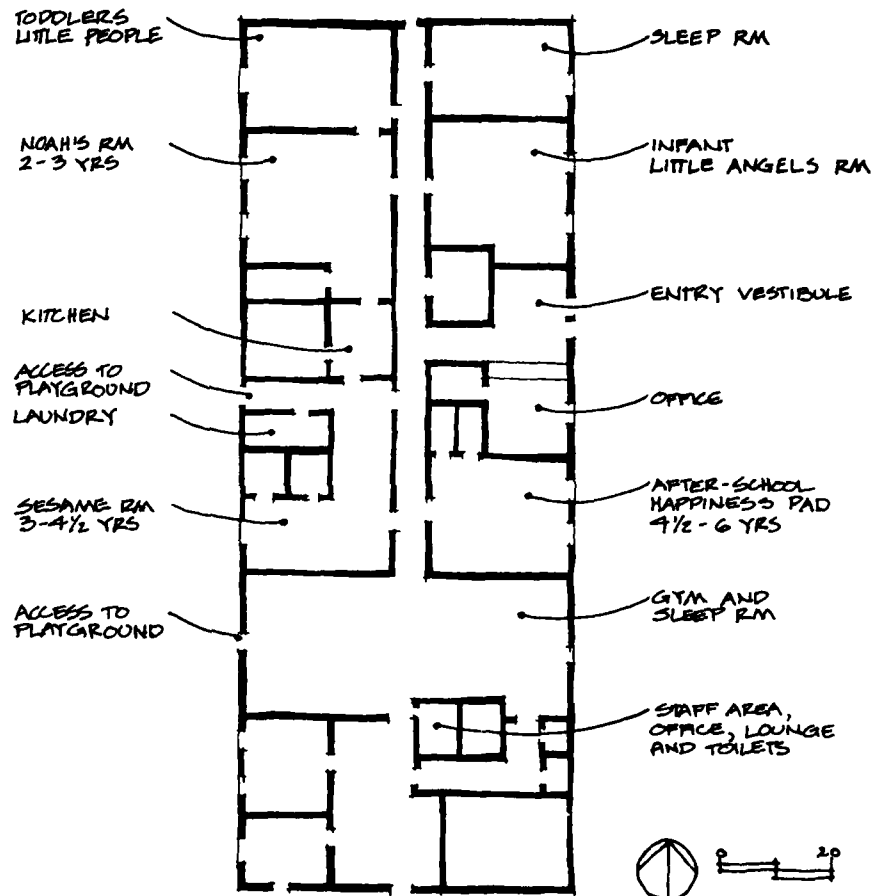 TODDLERS
LITTLE PEOPLE
NOAH'S RM
2-3 YRS
KITCHEN
ACCESS TO
PLAYGROUND
LAUNDRY
SESAME RM
3-4½ YRS
ACCESS TO
PLAYGROUND
SLEEP RM
INFANT
LITTLE ANGELS RM
ENTRY VESTIBULE
OFFICE
AFTER-SCHOOL
HAPPINESS PAD
4½-6 YRS
GYM AND
SLEEP RM
STAFF AREA,
OFFICE, LOUNGE
AND TOILETS
0 20